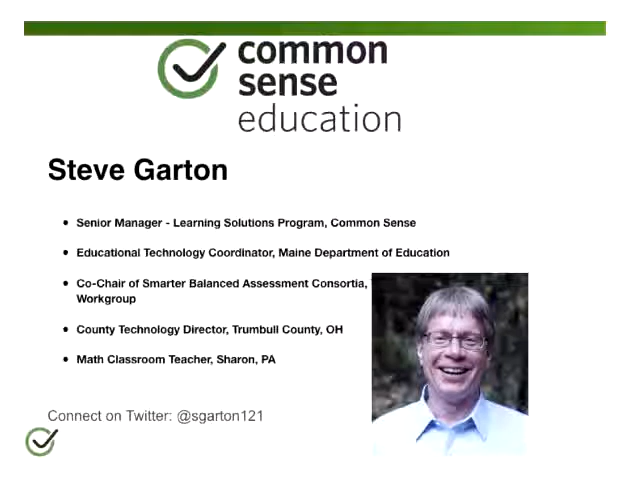 common
sense
education
Steve Garton
• Senior Manager - Learning Solutions Program, Common Sense
• Educational Technology Coordinator, Maine Department of Education
• Co-Chair of Smarter Balanced Assessment Consortia,
Workgroup
• County Technology Director, Trumbull County, OH
• Math Classroom Teacher, Sharon, PA
Connect on Twitter: @sgarton121